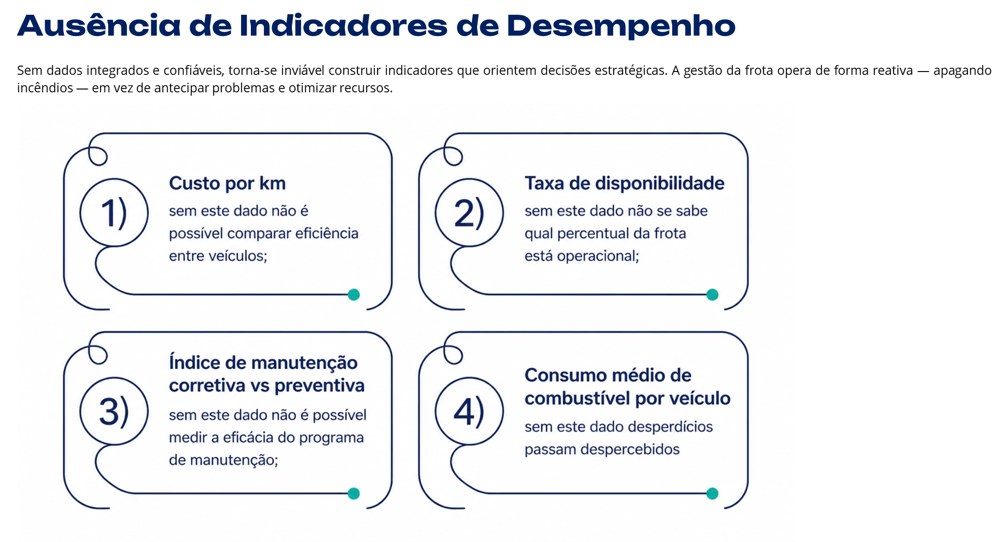 Ausência de Indicadores de Desempenho
Sem dados integrados e confiáveis, torna-se inviável construir indicadores que orientem decisões estratégicas. A gestão da frota opera de forma reativa — apagando
incêndios — em vez de antecipar problemas e otimizar recursos.
1)
Custo por km
sem este dado não é
possível comparar eficiência
entre veículos;
2)
Taxa de disponibilidade
sem este dado não se sabe
qual percentual da frota
está operacional;
3)
Índice de manutenção
corretiva vs preventiva
sem este dado não é possível
medir a eficácia do programa
de manutenção;
4)
Consumo médio de
combustível por veículo
sem este dado desperdícios
passam despercebidos